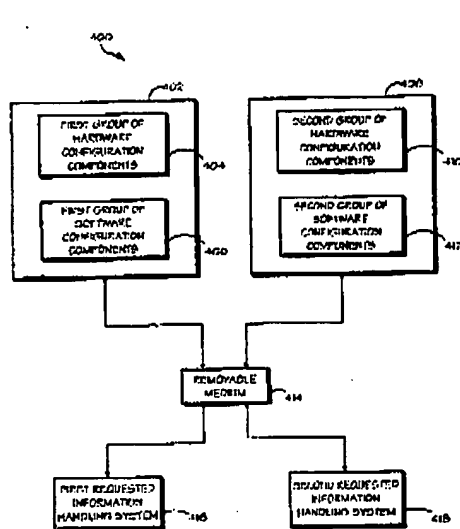 400
402
FIRST GROUP OF
HARDWARE
CONFIGURATION
COMPONENTS
404
FIRST GROUP OF
SOFTWARE
CONFIGURATION
COMPONENTS
SECOND GROUP OF
HARDWARE
CONFIGURATION
COMPONENTS
SECOND GROUP OF
SOFTWARE
CONFIGURATION
COMPONENTS
REMOVABLE
MEDIUM
414
FIRST REQUESTED
INFORMATION
HANDLING SYSTEM
416
SECOND REQUESTED
INFORMATION
HANDLING SYSTEM
418